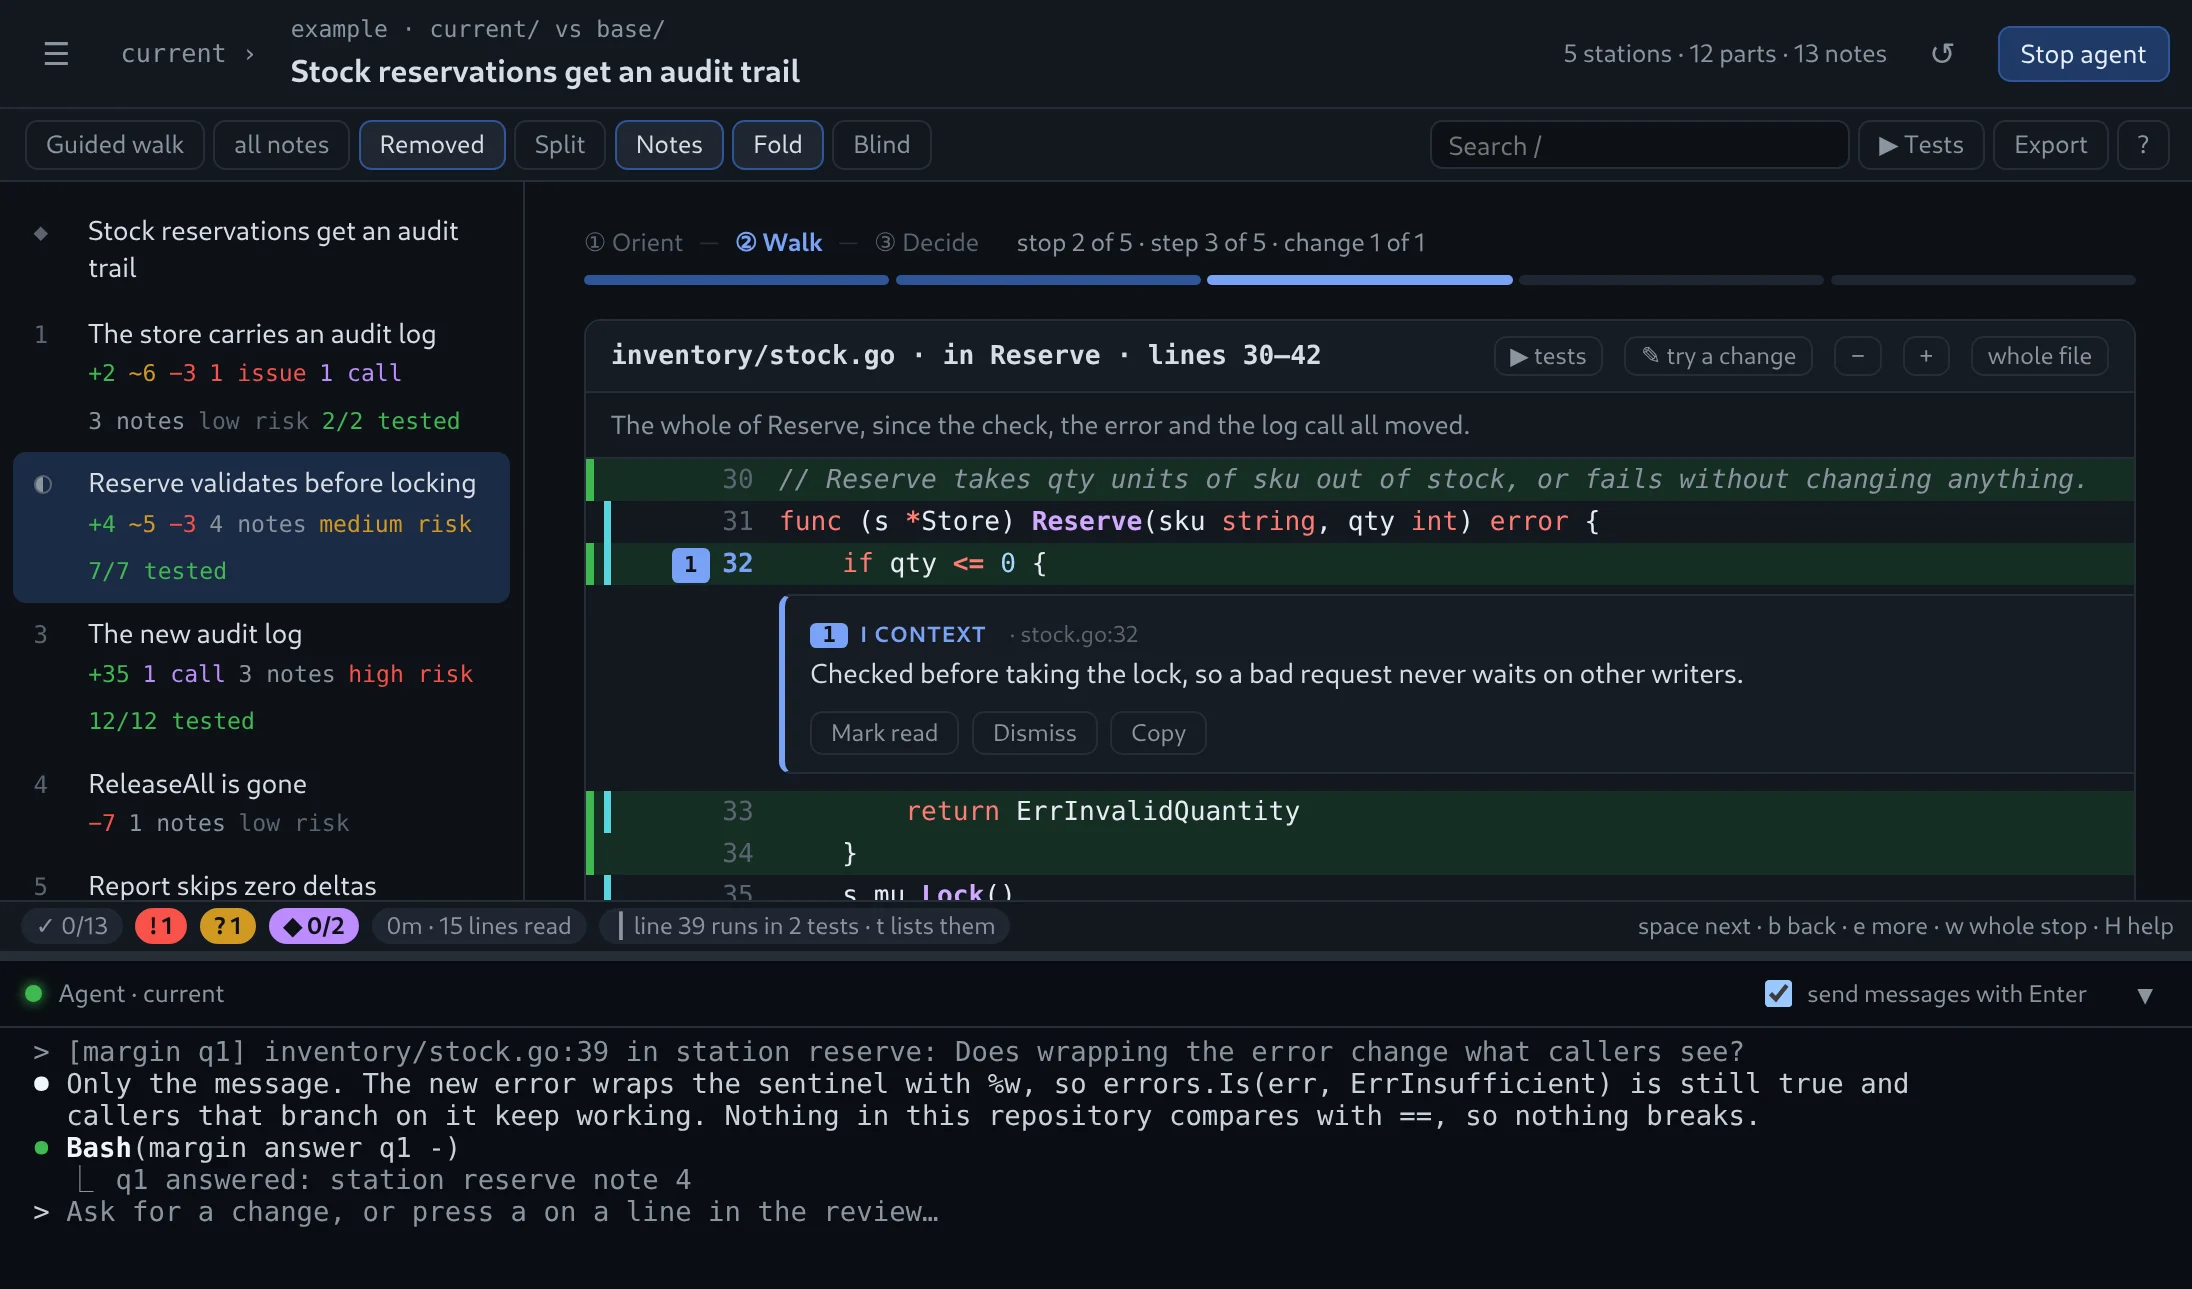 ☰ current › example · current/ vs base/
Stock reservations get an audit trail
5 stations · 12 parts · 13 notes ↺ Stop agent
Guided walk all notes Removed Split Notes Fold Blind Search / ▶ Tests Export ?
◆ Stock reservations get an audit
trail
1 The store carries an audit log
+2 ~6 −3 1 issue 1 call
3 notes low risk 2/2 tested
◐ Reserve validates before locking
+4 ~5 −3 4 notes medium risk
7/7 tested
3 The new audit log
+35 1 call 3 notes high risk
12/12 tested
4 ReleaseAll is gone
−7 1 notes low risk
5 Report skips zero deltas
① Orient — ② Walk — ③ Decide stop 2 of 5 · step 3 of 5 · change 1 of 1
inventory/stock.go · in Reserve · lines 30–42 ▶ tests ✎ try a change − + whole file
The whole of Reserve, since the check, the error and the log call all moved.
30 // Reserve takes qty units of sku out of stock, or fails without changing anything.
31 func (s *Store) Reserve(sku string, qty int) error {
1 32 if qty <= 0 {
1 I CONTEXT · stock.go:32
Checked before taking the lock, so a bad request never waits on other writers.
Mark read Dismiss Copy
33 return ErrInvalidQuantity
34 }
35 s.mu.Lock()
✓ 0/13 !1 ?1 ◆ 0/2 0m · 15 lines read line 39 runs in 2 tests · t lists them space next · b back · e more · w whole stop · H help
Agent · current send messages with Enter ▼
> [margin q1] inventory/stock.go:39 in station reserve: Does wrapping the error change what callers see?
● Only the message. The new error wraps the sentinel with %w, so errors.Is(err, ErrInsufficient) is still true and
callers that branch on it keep working. Nothing in this repository compares with ==, so nothing breaks.
● Bash(margin answer q1 -)
⎿ q1 answered: station reserve note 4
> Ask for a change, or press a on a line in the review…